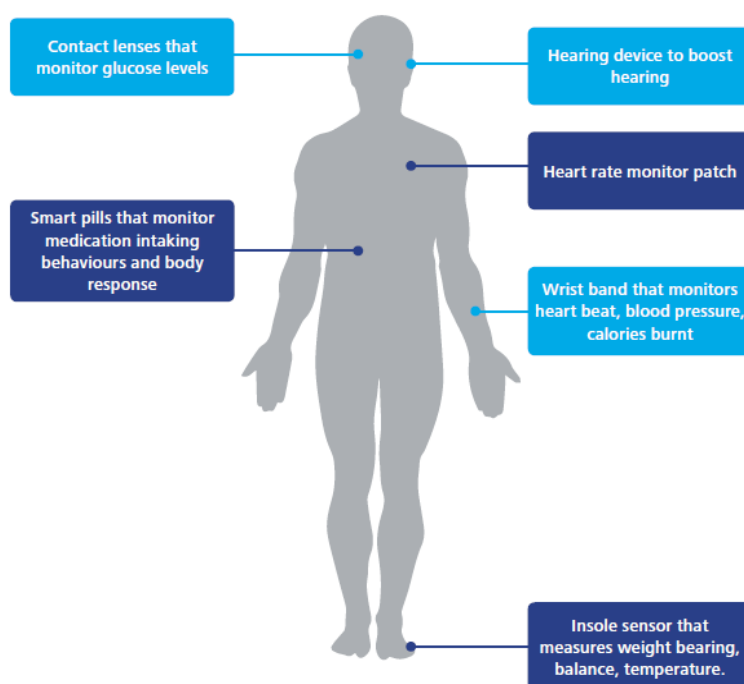 Contact lenses that
monitor glucose levels
Hearing device to boost
hearing
Heart rate monitor patch
Smart pills that monitor
medication intaking
behaviours and body
response
Wrist band that monitors
heart beat, blood pressure,
calories burnt
Insole sensor that
measures weight bearing,
balance, temperature.